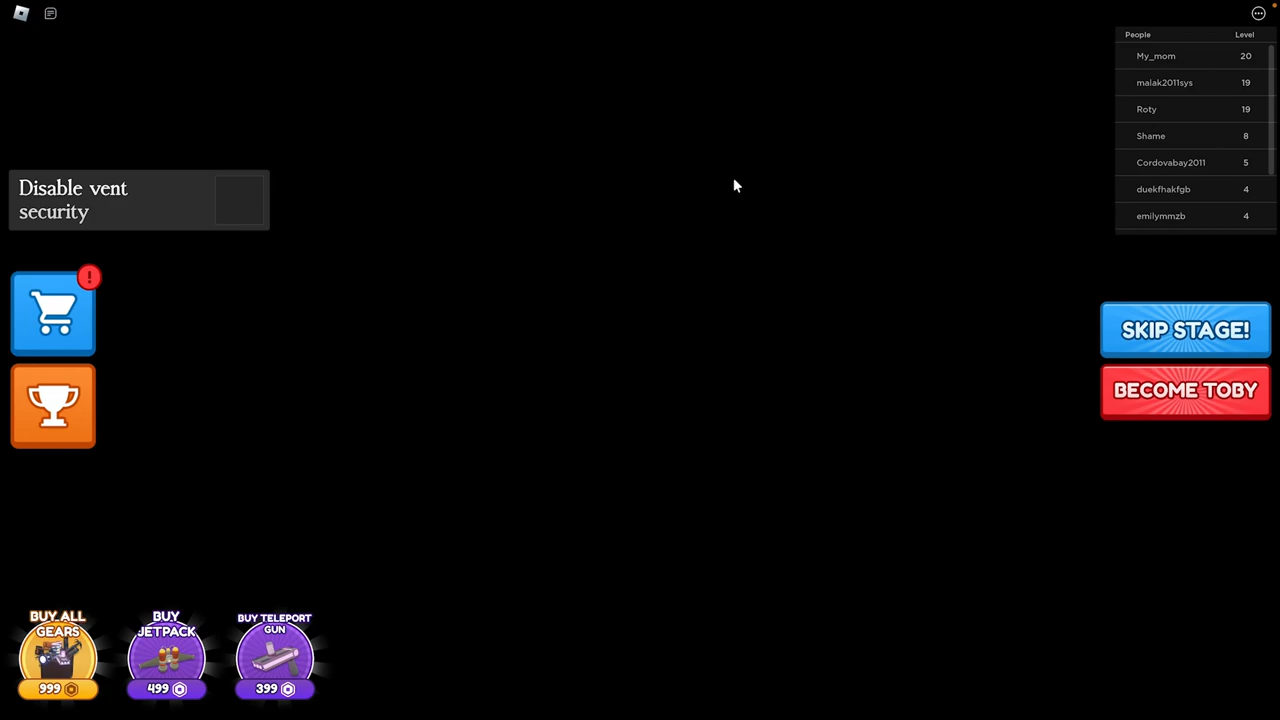 People Level
My_mom 20
malak2011sys 19
Roty 19
Shame 8
Cordovabay2011 5
duekfhakfgb 4
emilymmzb 4
Disable vent
security
!
SKIP STAGE!
BECOME TOBY
BUY ALL
GEARS
999
BUY
JETPACK
499
BUY TELEPORT
GUN
399